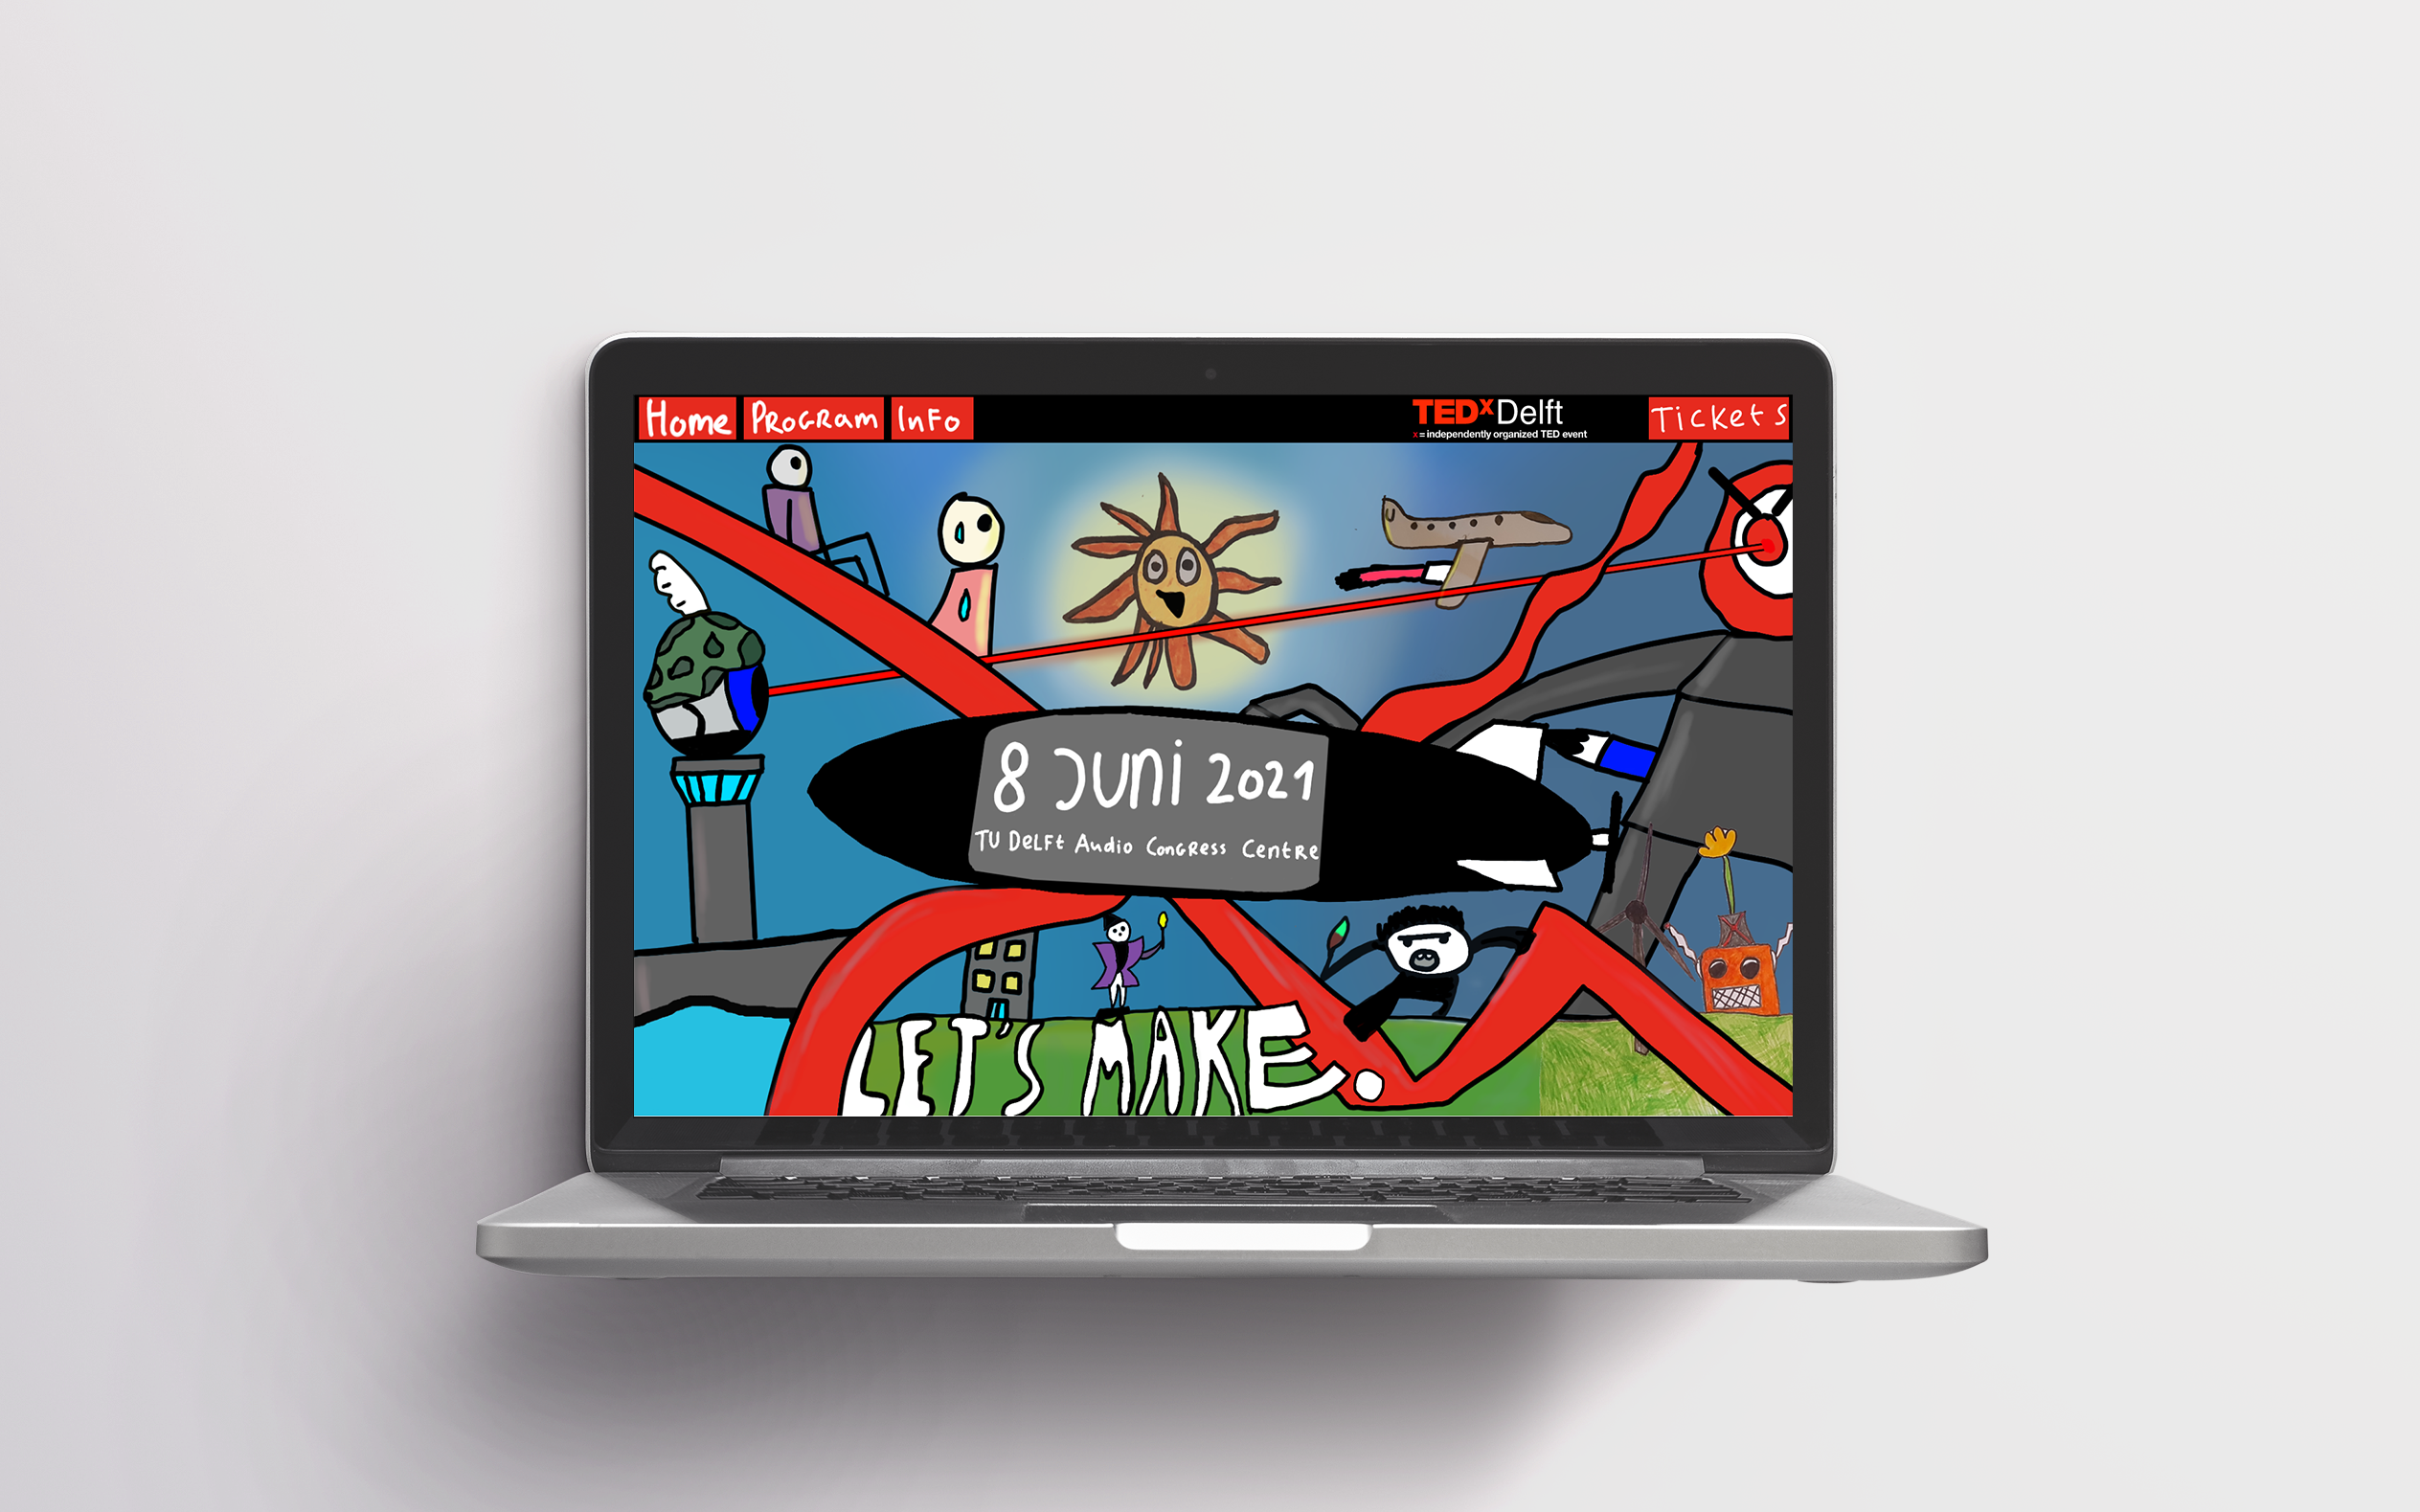 Home PROGRAM InFo
TEDxDelft
x = independently organized TED event
Tickets
8 Juni 2021
TU DeLFt Audio ConGRess CentRe
LET'S MAKE.